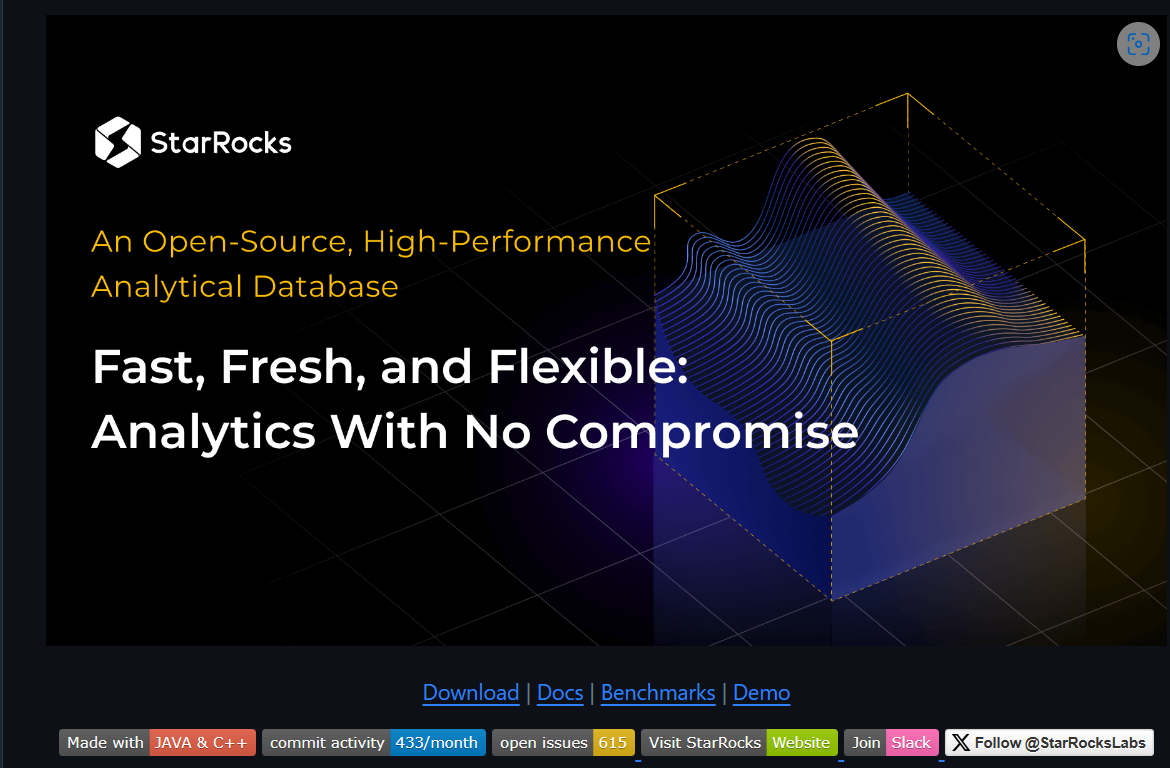 StarRocks
An Open-Source, High-Performance
Analytical Database
Fast, Fresh, and Flexible:
Analytics With No Compromise
Download | Docs | Benchmarks | Demo
Made with JAVA & C++ commit activity 433/month open issues 615 Visit StarRocks Website Join Slack X Follow @StarRocksLabs